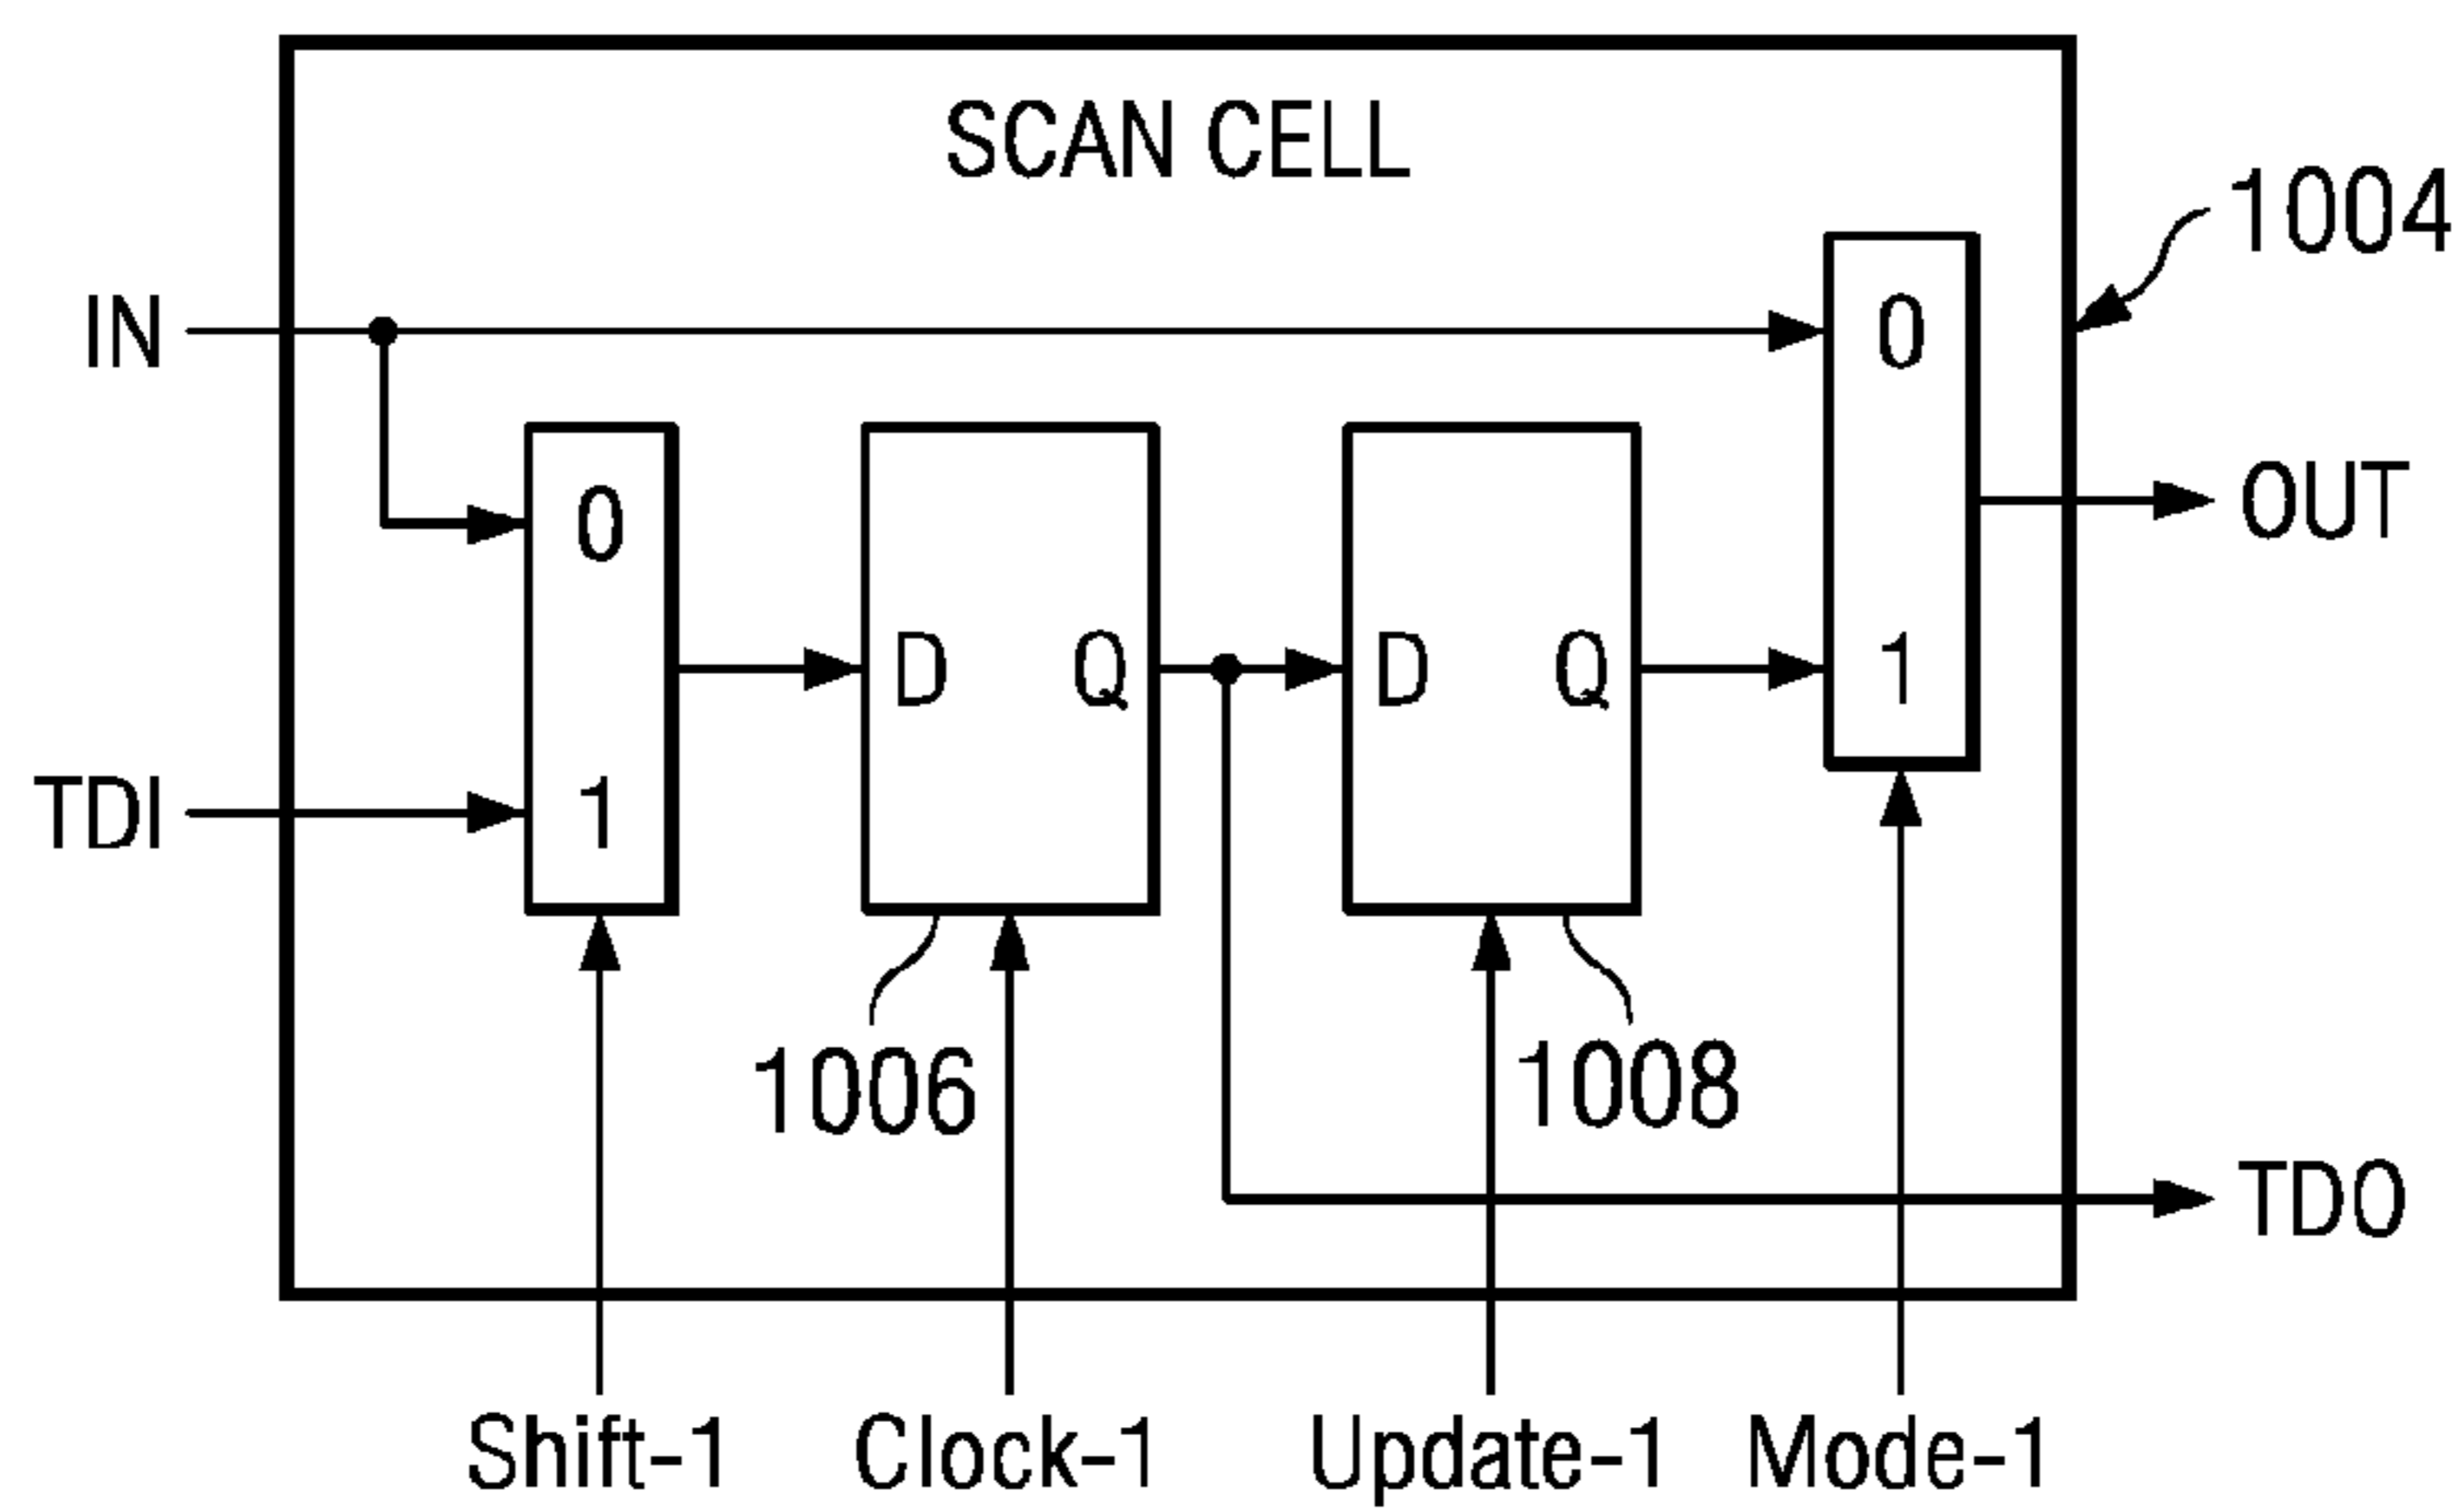 SCAN CELL
1004
IN
0
0
OUT
D Q
D Q
1
TDI
1
1006
1008
TDO
Shift-1
Clock-1
Update-1
Mode-1